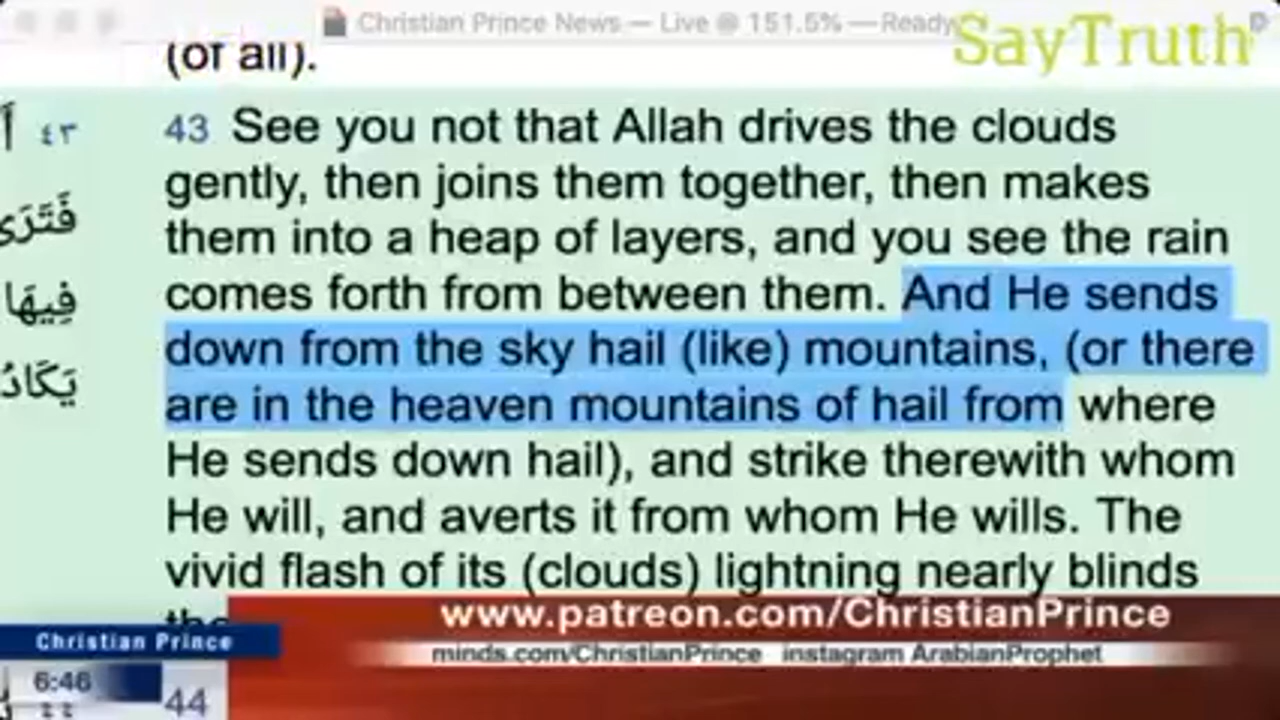 Christian Prince News — Live @ 151.5% — Ready
SayTruth
(of all).
43 See you not that Allah drives the clouds
gently, then joins them together, then makes
them into a heap of layers, and you see the rain
comes forth from between them. And He sends
down from the sky hail (like) mountains, (or there
are in the heaven mountains of hail from where
He sends down hail), and strike therewith whom
He will, and averts it from whom He wills. The
vivid flash of its (clouds) lightning nearly blinds
44
٤٣
فَتَرَى
فِيهَا
يَكَادُ
٤٤
www.patreon.com/ChristianPrince
minds.com/ChristianPrince instagram ArabianProphet
Christian Prince
6:46